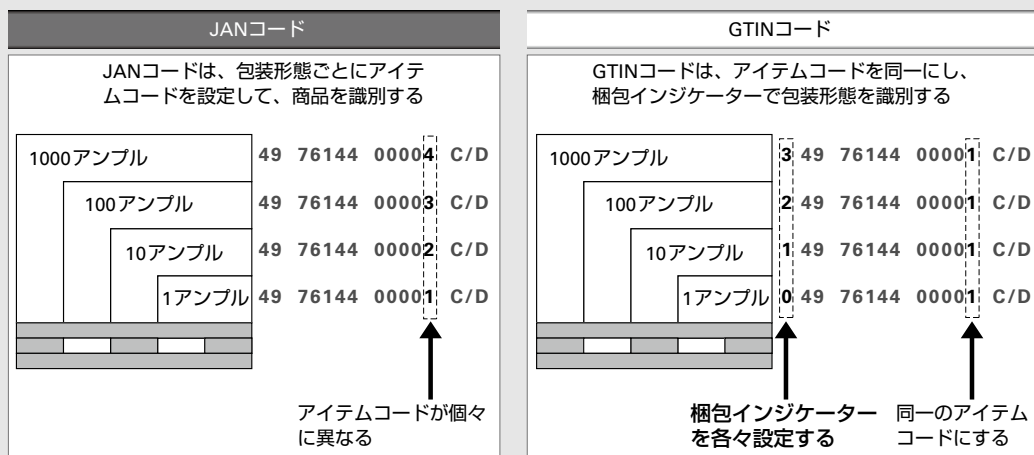 JANコード
JANコードは、包装形態ごとにアイテ
ムコードを設定して、商品を識別する
1000アンプル 49 76144 00004 C/D
100アンプル 49 76144 00003 C/D
10アンプル 49 76144 00002 C/D
1アンプル 49 76144 00001 C/D
アイテムコードが個々
に異なる
GTINコード
GTINコードは、アイテムコードを同一にし、
梱包インジケーターで包装形態を識別する
1000アンプル 3 49 76144 00001 C/D
100アンプル 2 49 76144 00001 C/D
10アンプル 1 49 76144 00001 C/D
1アンプル 0 49 76144 00001 C/D
梱包インジケーター
を各々設定する
同一のアイテム
コードにする